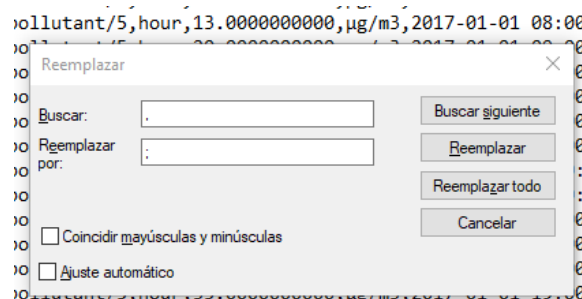 pollutant/5,hour,13.0000000000,µg/m3,2017-01-01 08:00
Reemplazar
Buscar:
,
Buscar siguiente
Reemplazar por:
;
Reemplazar
Reemplazar todo
Cancelar
Coincidir mayúsculas y minúsculas
Ajuste automático